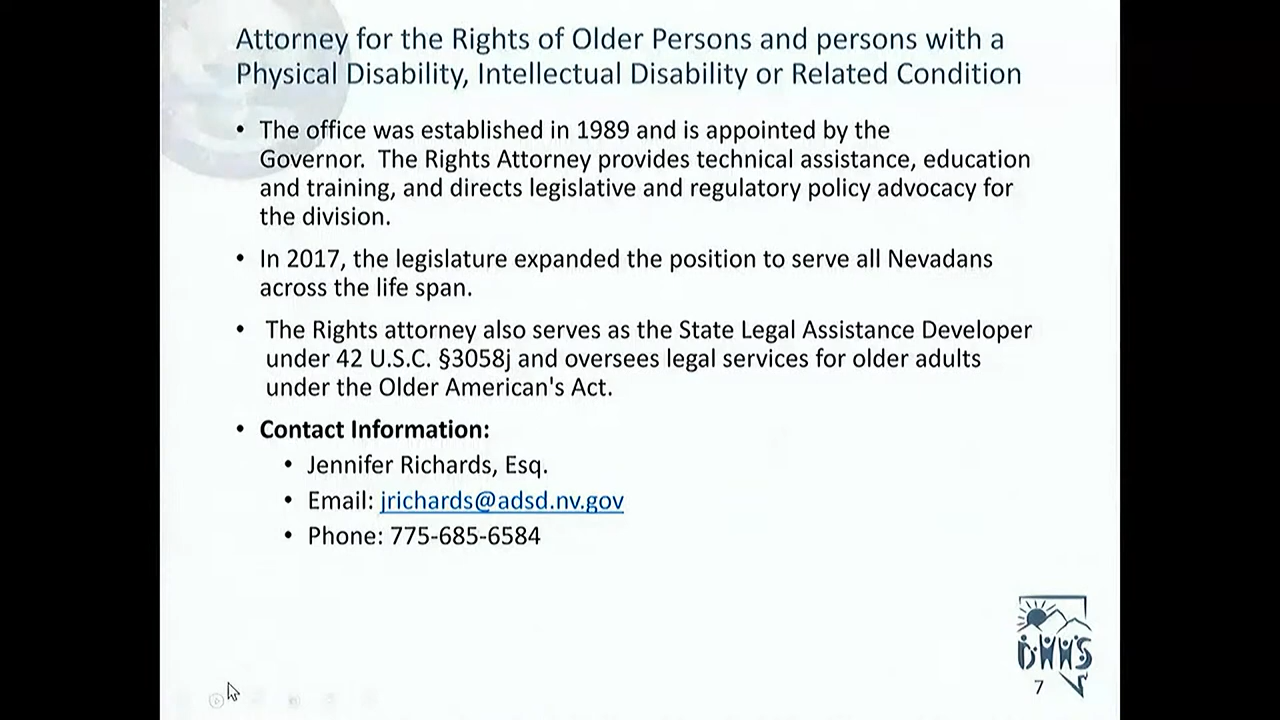 Attorney for the Rights of Older Persons and persons with a
Physical Disability, Intellectual Disability or Related Condition
• The office was established in 1989 and is appointed by the
Governor.  The Rights Attorney provides technical assistance, education
and training, and directs legislative and regulatory policy advocacy for
the division.
• In 2017, the legislature expanded the position to serve all Nevadans
across the life span.
• The Rights attorney also serves as the State Legal Assistance Developer
under 42 U.S.C. §3058j and oversees legal services for older adults
under the Older American's Act.
• Contact Information:
• Jennifer Richards, Esq.
• Email: jrichards@adsd.nv.gov
• Phone: 775-685-6584
DHHS
7